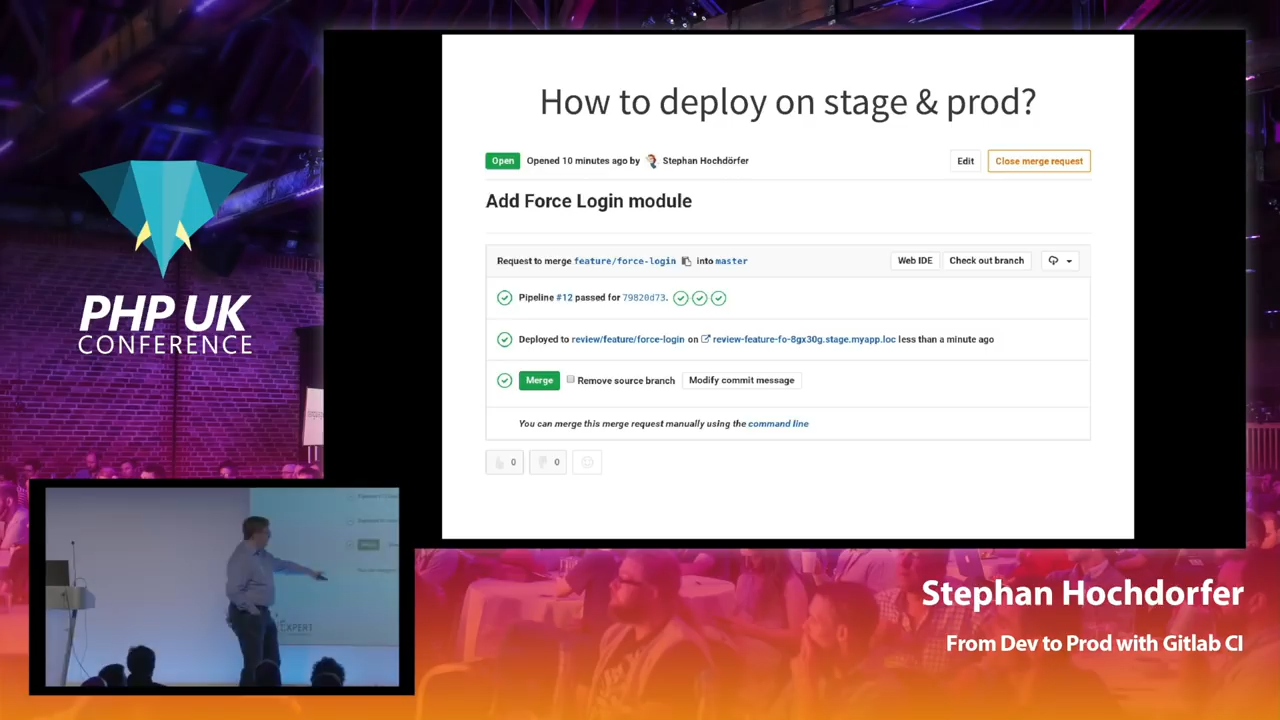 How to deploy on stage & prod?
Open Opened 10 minutes ago by Stephan Hochdörfer Edit Close merge request
Add Force Login module
Request to merge feature/force-login into master Web IDE Check out branch
Pipeline #12 passed for 79820d73.
Deployed to review/feature/force-login on review-feature-fo-8gx30g.stage.myapp.loc less than a minute ago
Merge Remove source branch Modify commit message
You can merge this merge request manually using the command line
0 0
PHP UK
CONFERENCE
EXPERT
Stephan Hochdorfer
From Dev to Prod with Gitlab CI